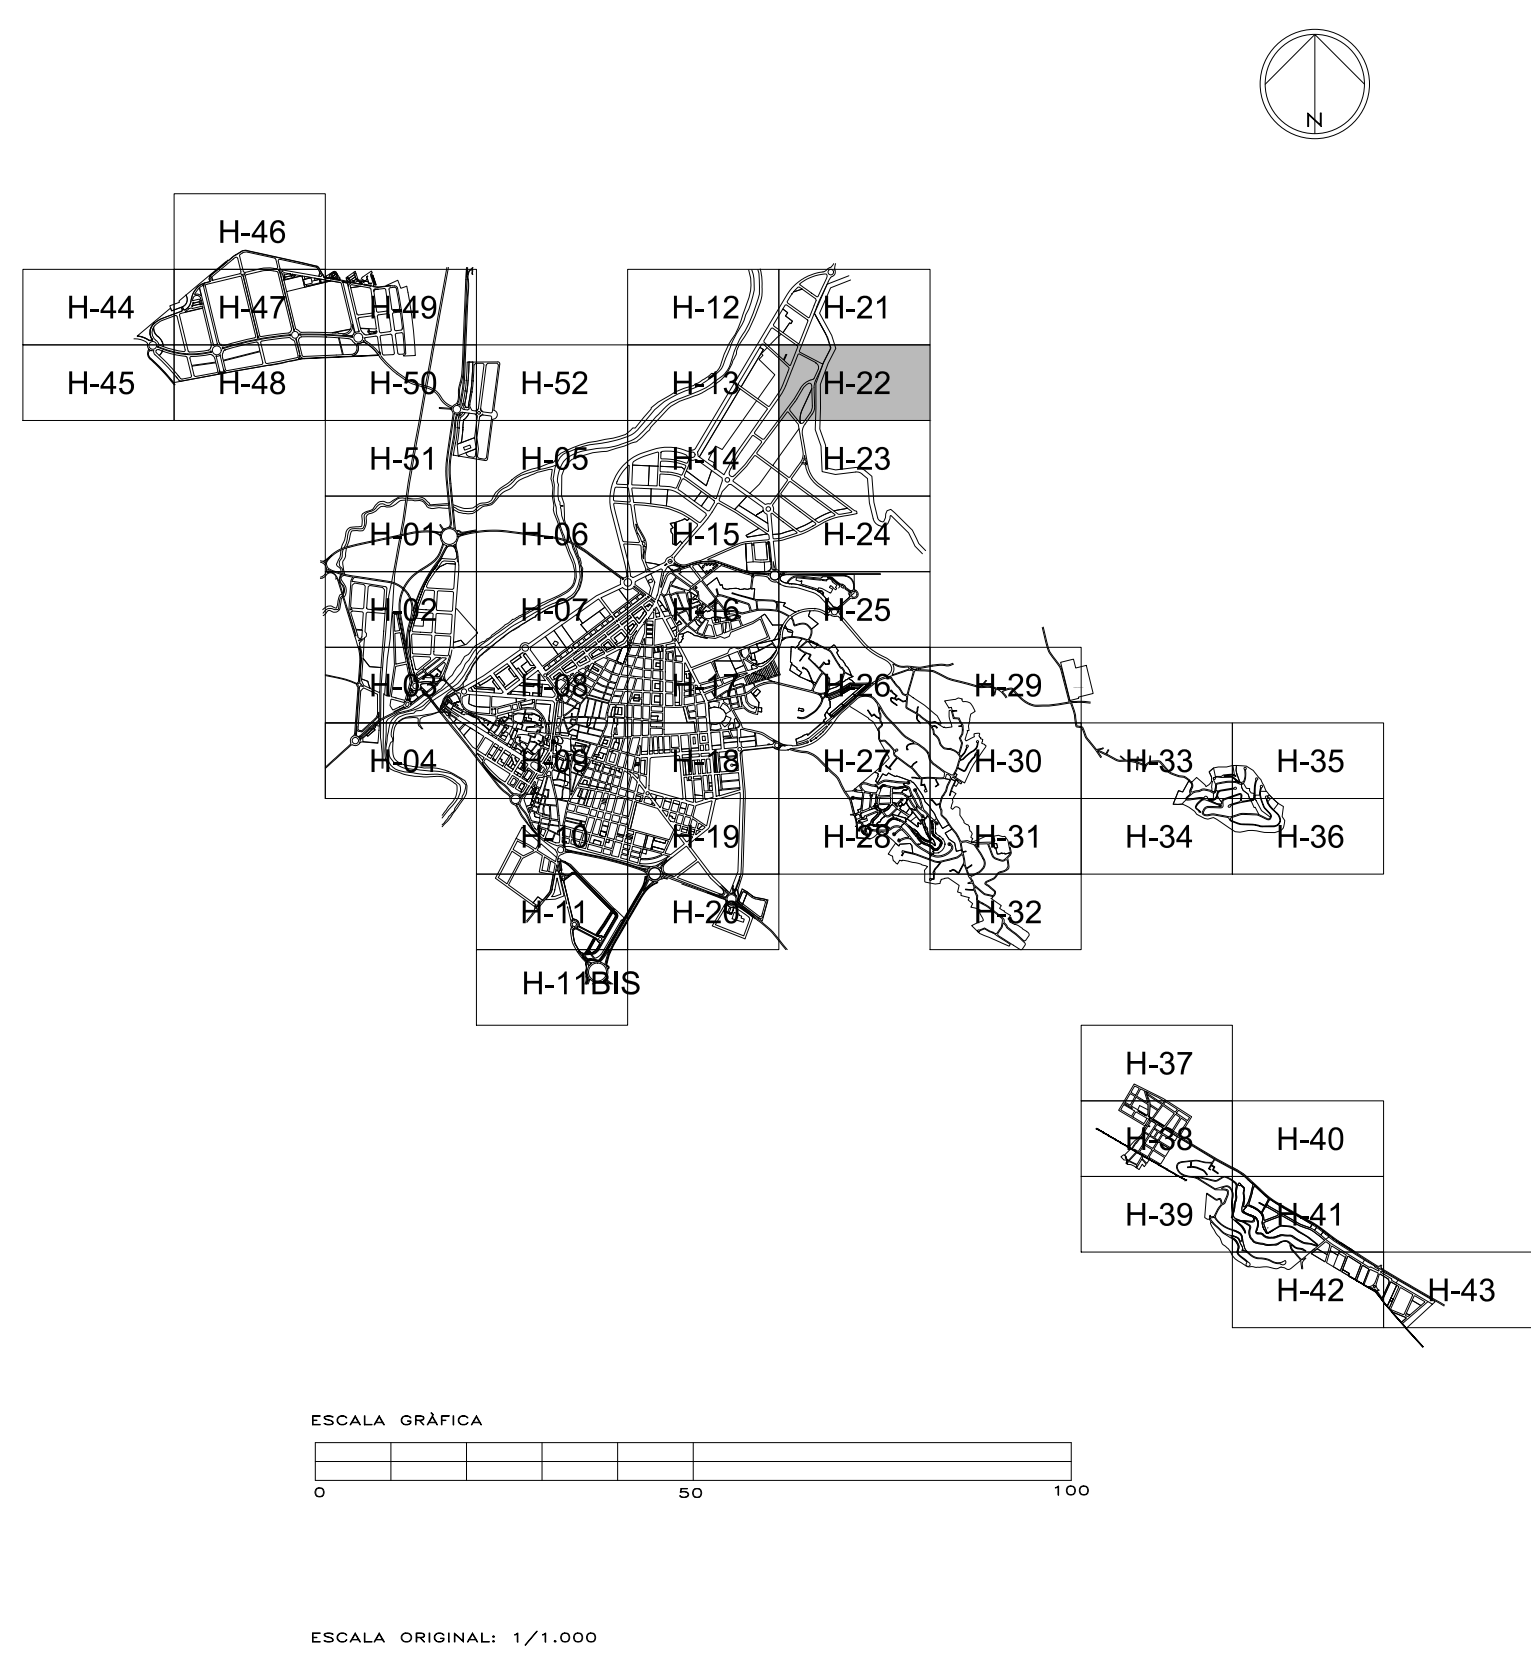 N
H-46
H-44 H-47 H-49 H-12 H-21
H-45 H-48 H-50 H-52 H-13 H-22
H-51 H-05 H-14 H-23
H-01 H-06 H-15 H-24
H-02 H-07 H-16 H-25
H-03 H-08 H-17 H-26 H-29
H-04 H-09 H-18 H-27 H-30 H-33 H-35
H-10 H-19 H-28 H-31 H-34 H-36
H-11 H-20 H-32
H-11BIS
H-37
H-38 H-40
H-39 H-41
H-42 H-43
ESCALA GRÀFICA
0 50 100
ESCALA ORIGINAL: 1/1.000